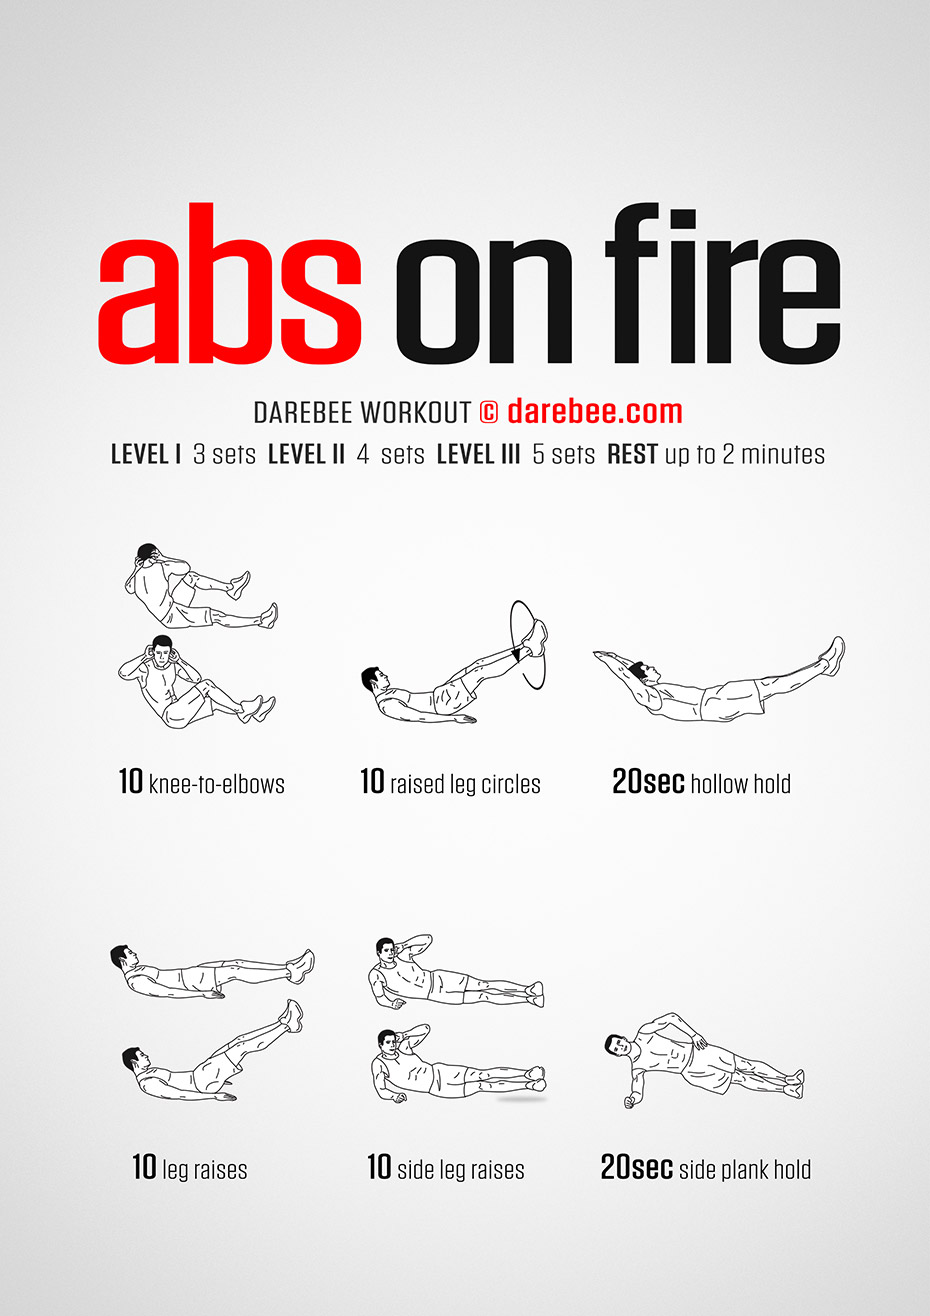 abs on fire
DAREBEE WORKOUT © darebee.com
LEVEL I 3 sets LEVEL II 4 sets LEVEL III 5 sets REST up to 2 minutes
10 knee-to-elbows
10 raised leg circles
20sec hollow hold
10 leg raises
10 side leg raises
20sec side plank hold